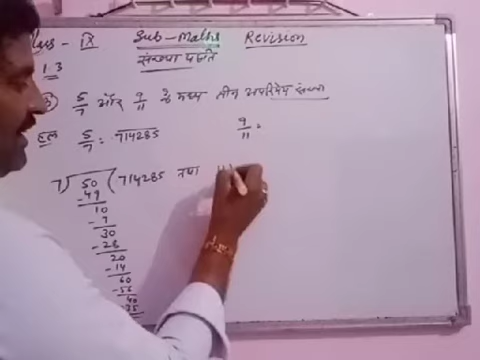 IX Sub-Maths Revision
1.3 संख्या पद्धति
5/7 और 9/11 के मध्य तीन अपरिमेय संख्या
हल 5/7 = .714285 9/11 =
7) 50 (714285 तथा 11
-49
10
-7
30
-28
20
-14
60
-56
40
-35